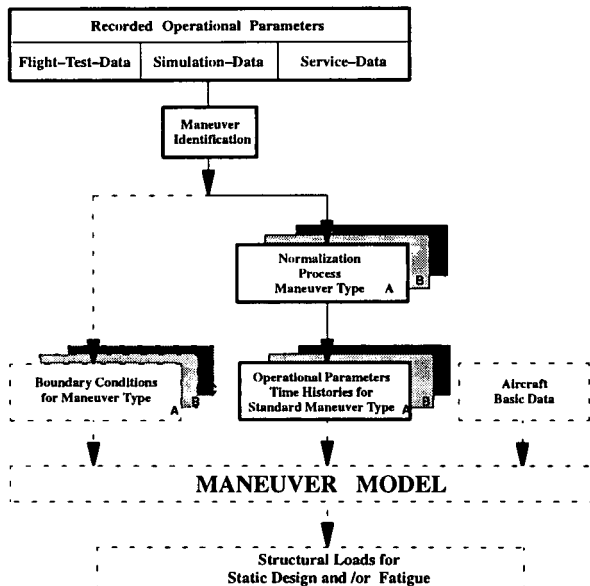 Recorded Operational Parameters
Flight–Test–Data
Simulation–Data
Service–Data
Maneuver
Identification
Normalization
Process
Maneuver Type A
B
Boundary Conditions
for Maneuver Type
A
B
Operational Parameters
Time Histories for
Standard Maneuver Type
A
B
Aircraft
Basic Data
MANEUVER MODEL
Structural Loads for
Static Design and /or Fatigue